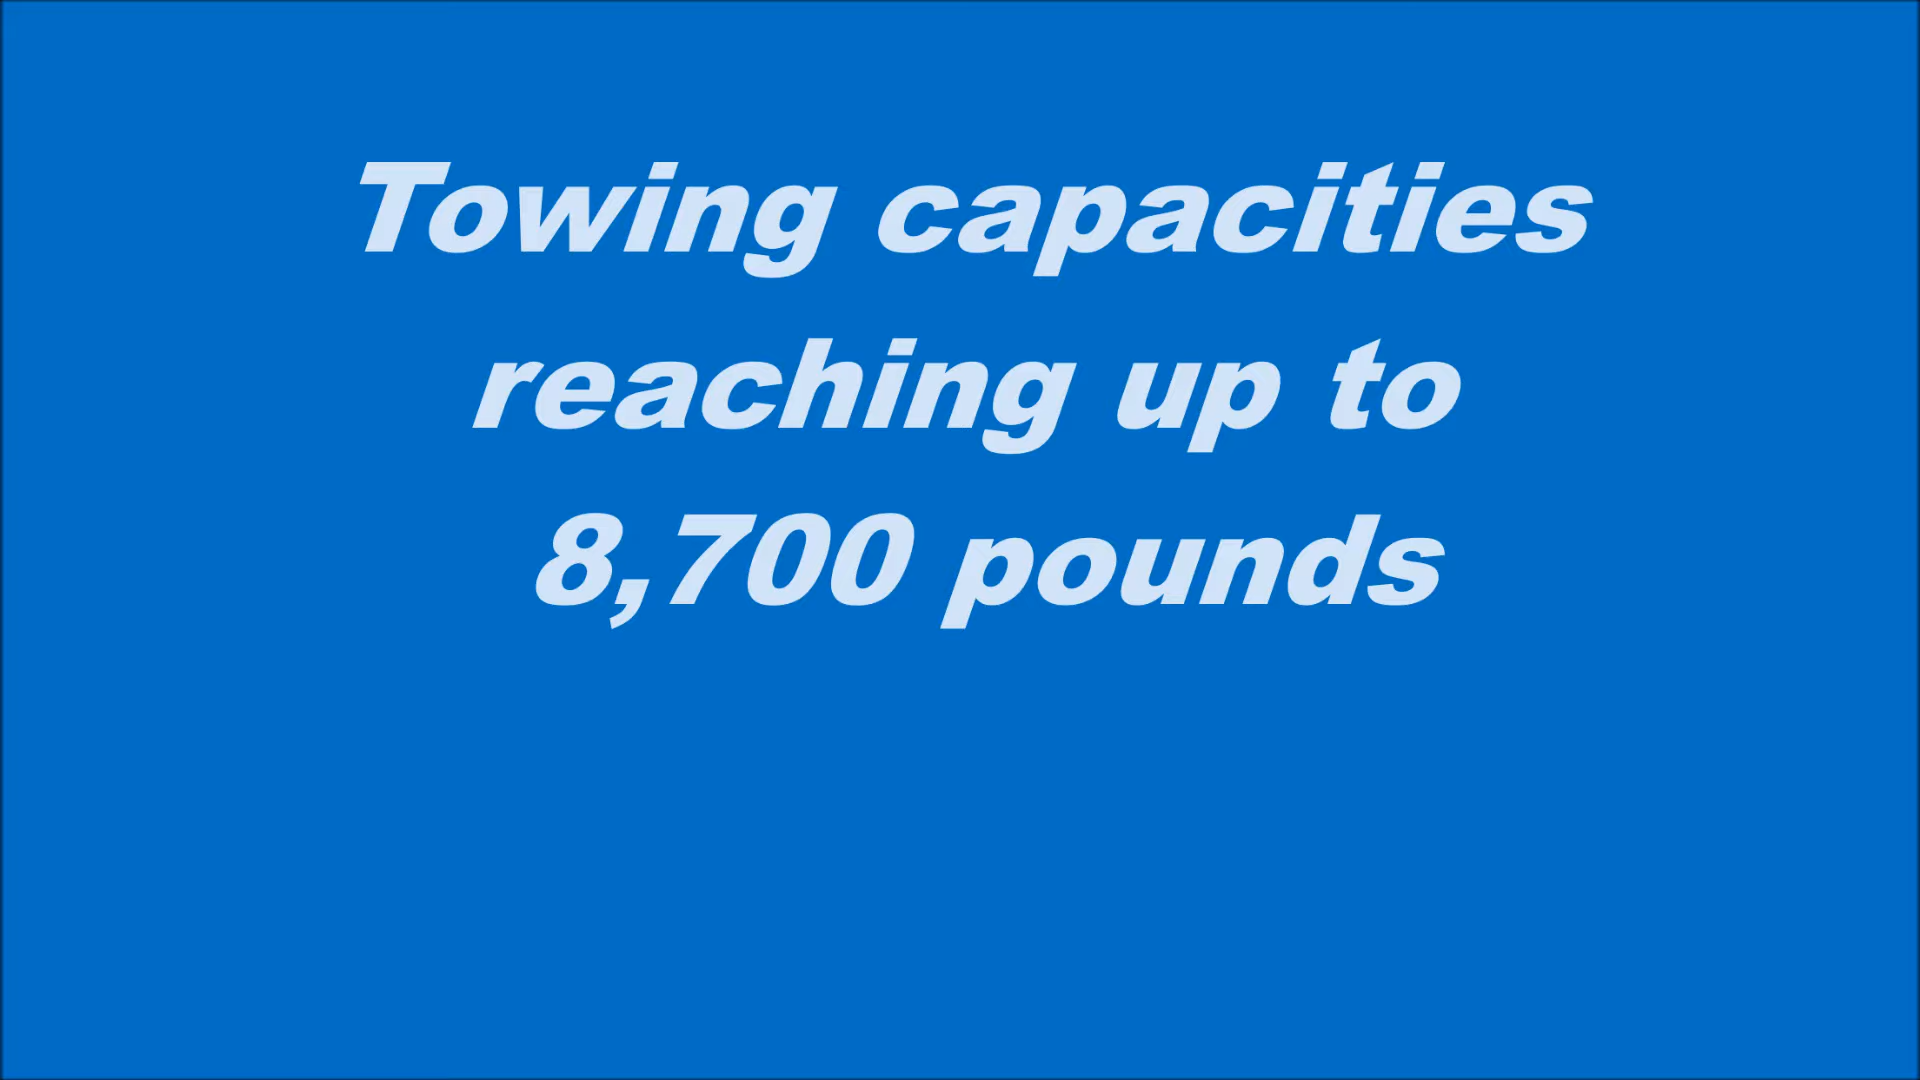 Towing capacities
reaching up to
8,700 pounds